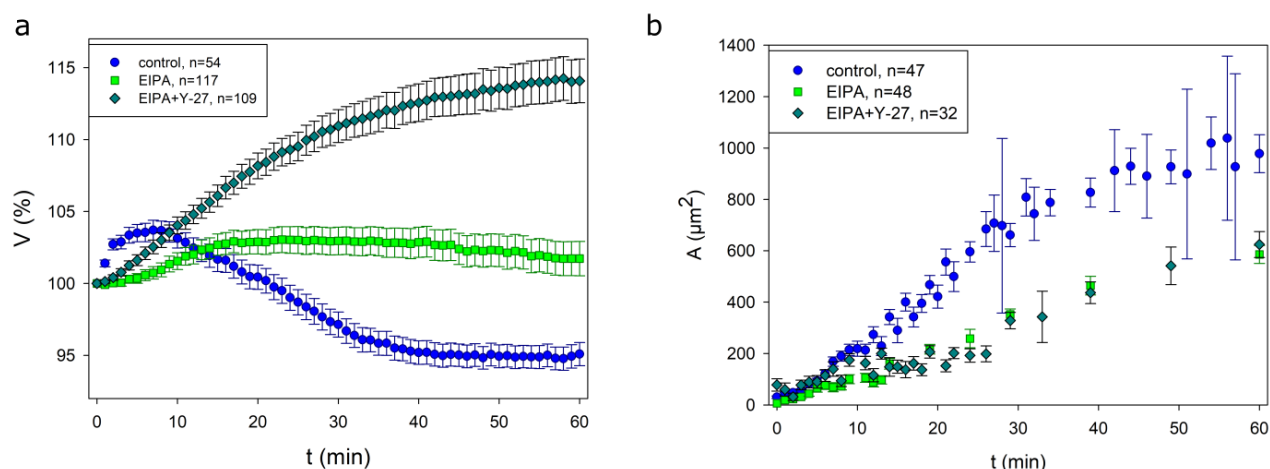 a
control, n=54
EIPA, n=117
EIPA+Y-27, n=109
V (%)
115
110
105
100
95
0 10 20 30 40 50 60
t (min)
b
control, n=47
EIPA, n=48
EIPA+Y-27, n=32
A (µm²)
1400
1200
1000
800
600
400
200
0
0 10 20 30 40 50 60
t (min)